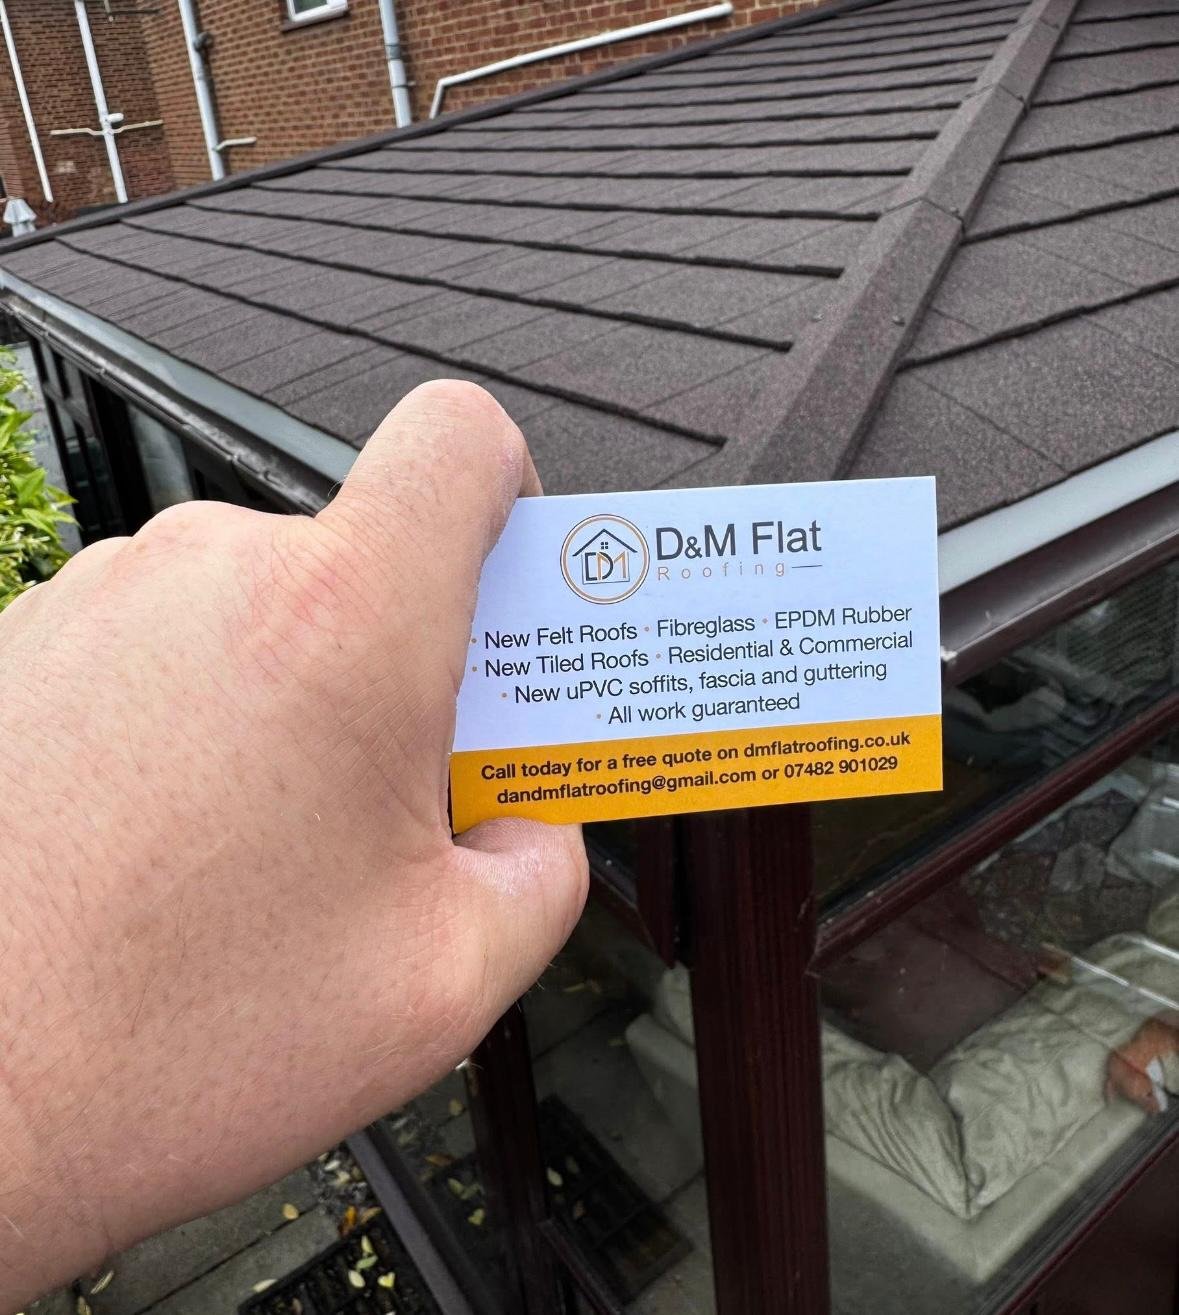 DM
D&M Flat
Roofing
• New Felt Roofs • Fibreglass • EPDM Rubber
• New Tiled Roofs • Residential & Commercial
• New uPVC soffits, fascia and guttering
• All work guaranteed
Call today for a free quote on dmflatroofing.co.uk
dandmflatroofing@gmail.com or 07482 901029